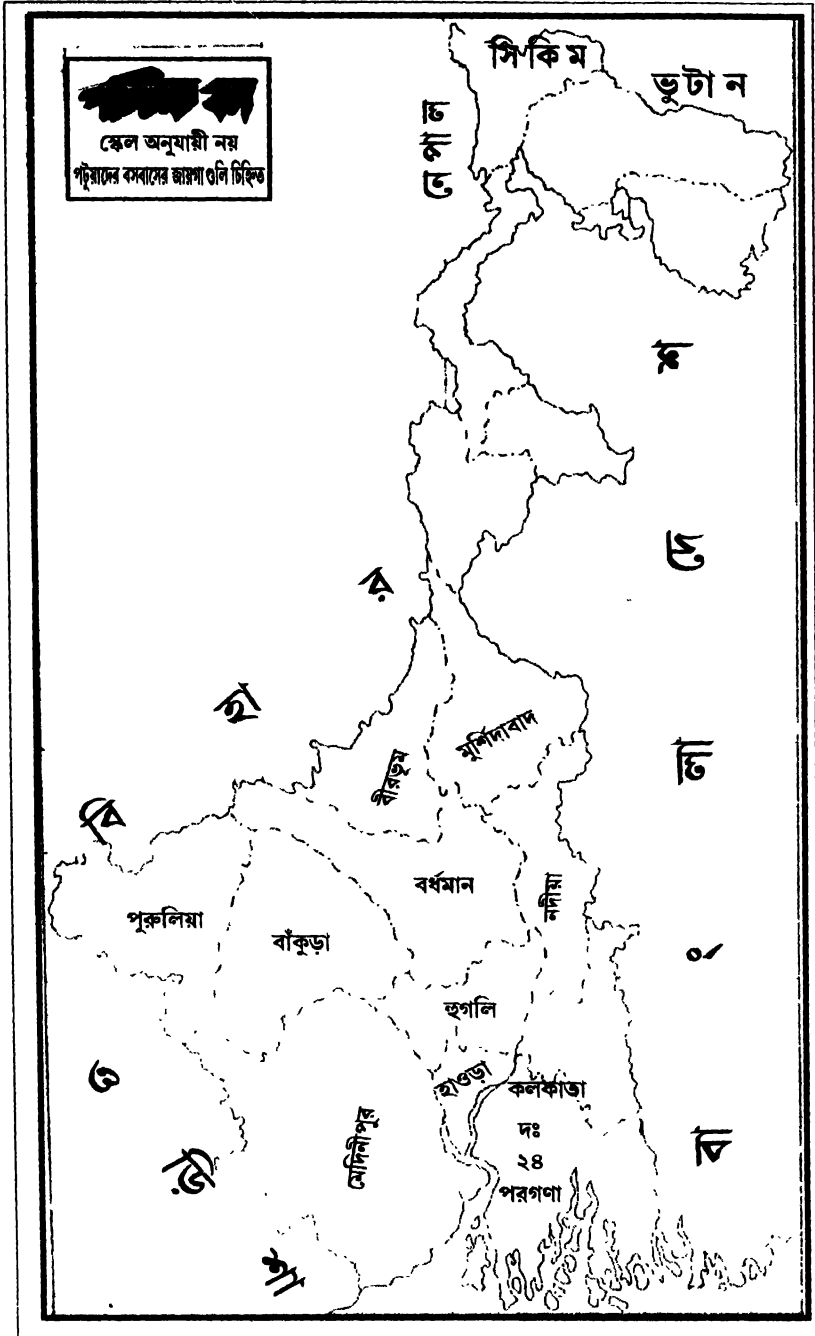 স্কেল অনুযায়ী নয়
পটুয়াদের বসবাসের জায়গাগুলি চিহ্নিত
সিকিম
ভুটান
নেপাল
বাংলাদেশ
বিহার
মুর্শিদাবাদ
বীরভূম
বর্ধমান
নদীয়া
পুরুলিয়া
বাঁকুড়া
হুগলি
হাওড়া
কলকাতা
দঃ
২৪
পরগণা
মেদিনীপুর